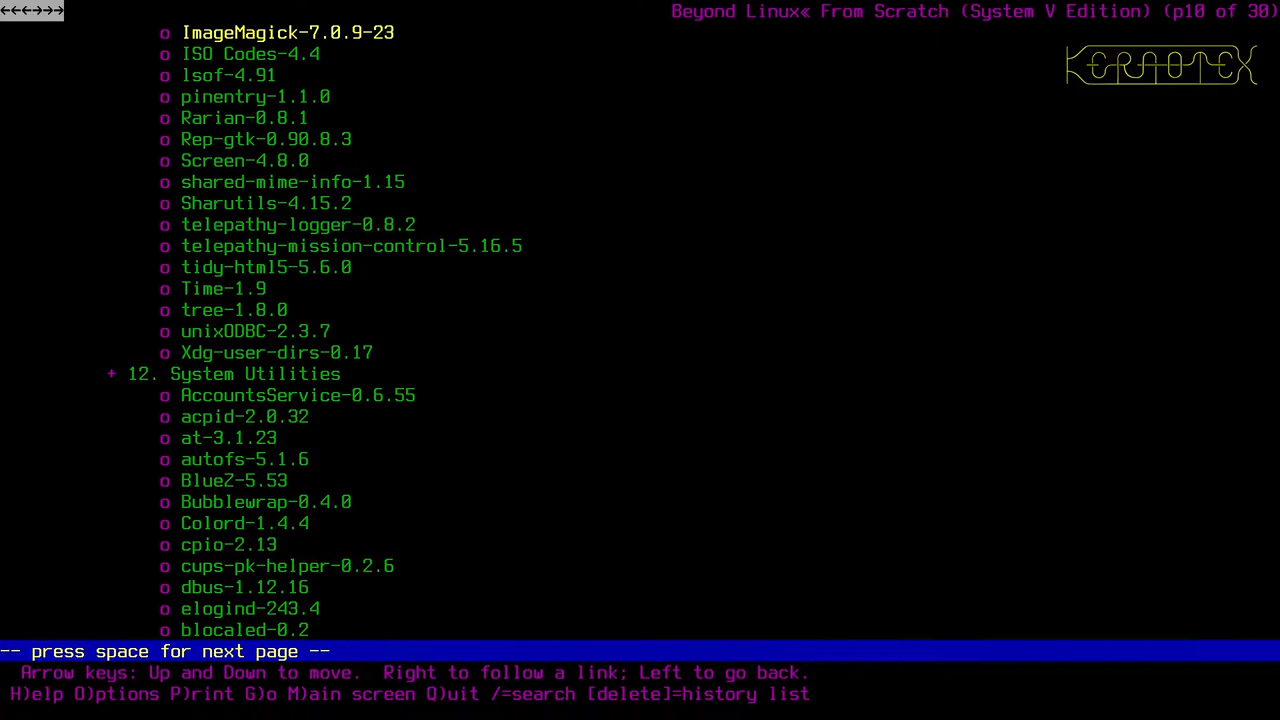 ←←←→→→ Beyond Linux« From Scratch (System V Edition) (p10 of 30)
o ImageMagick-7.0.9-23
KERNOTEX
o ISO Codes-4.4
o lsof-4.91
o pinentry-1.1.0
o Rarian-0.8.1
o Rep-gtk-0.90.8.3
o Screen-4.8.0
o shared-mime-info-1.15
o Sharutils-4.15.2
o telepathy-logger-0.8.2
o telepathy-mission-control-5.16.5
o tidy-html5-5.6.0
o Time-1.9
o tree-1.8.0
o unixODBC-2.3.7
o Xdg-user-dirs-0.17
+ 12. System Utilities
o AccountsService-0.6.55
o acpid-2.0.32
o at-3.1.23
o autofs-5.1.6
o BlueZ-5.53
o Bubblewrap-0.4.0
o Colord-1.4.4
o cpio-2.13
o cups-pk-helper-0.2.6
o dbus-1.12.16
o elogind-243.4
o blocaled-0.2
-- press space for next page --
Arrow keys: Up and Down to move. Right to follow a link; Left to go back.
H)elp O)ptions P)rint G)o M)ain screen Q)uit /=search [delete]=history list